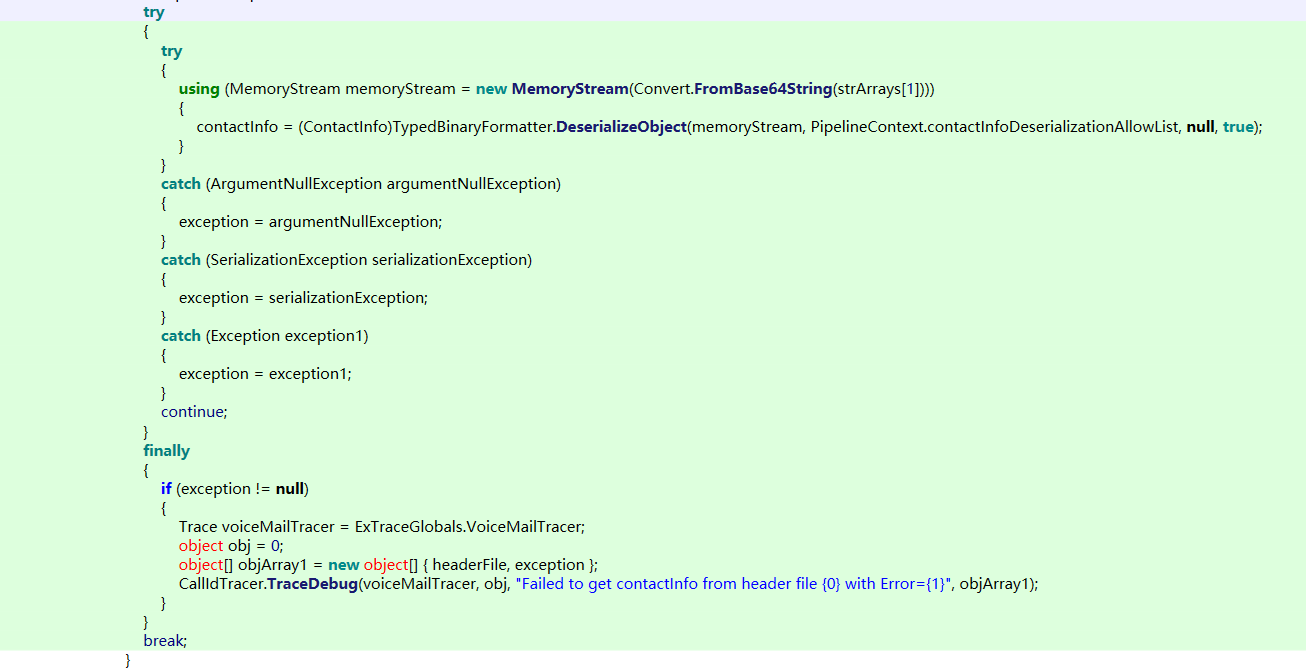 try
{
try
{
using (MemoryStream memoryStream = new MemoryStream(Convert.FromBase64String(strArrays[1])))
{
contactInfo = (ContactInfo)TypedBinaryFormatter.DeserializeObject(memoryStream, PipelineContext.contactInfoDeserializationAllowList, null, true);
}
}
catch (ArgumentNullException argumentNullException)
{
exception = argumentNullException;
}
catch (SerializationException serializationException)
{
exception = serializationException;
}
catch (Exception exception1)
{
exception = exception1;
}
continue;
}
finally
{
if (exception != null)
{
Trace voiceMailTracer = ExTraceGlobals.VoiceMailTracer;
object obj = 0;
object[] objArray1 = new object[] { headerFile, exception };
CallIdTracer.TraceDebug(voiceMailTracer, obj, "Failed to get contactInfo from header file {0} with Error={1}", objArray1);
}
}
break;
}